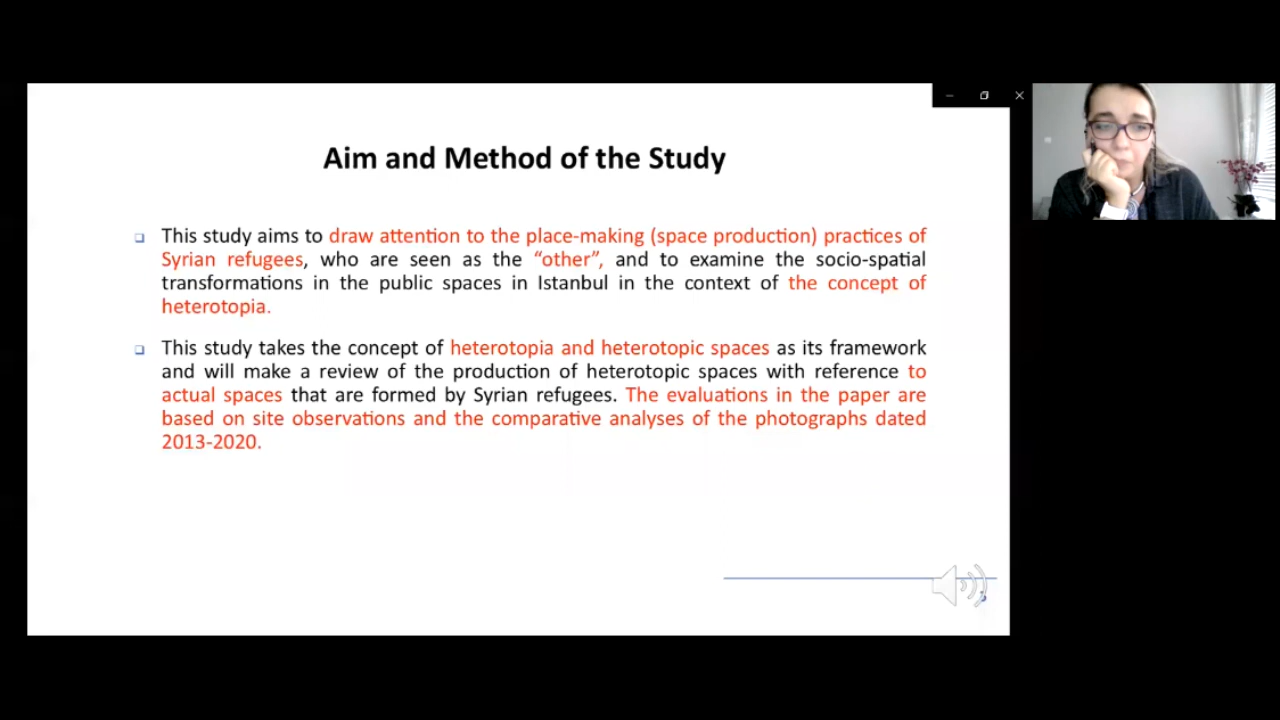 Aim and Method of the Study
This study aims to draw attention to the place-making (space production) practices of
Syrian refugees, who are seen as the “other”, and to examine the socio-spatial
transformations in the public spaces in Istanbul in the context of the concept of
heterotopia.
This study takes the concept of heterotopia and heterotopic spaces as its framework
and will make a review of the production of heterotopic spaces with reference to
actual spaces that are formed by Syrian refugees. The evaluations in the paper are
based on site observations and the comparative analyses of the photographs dated
2013-2020.